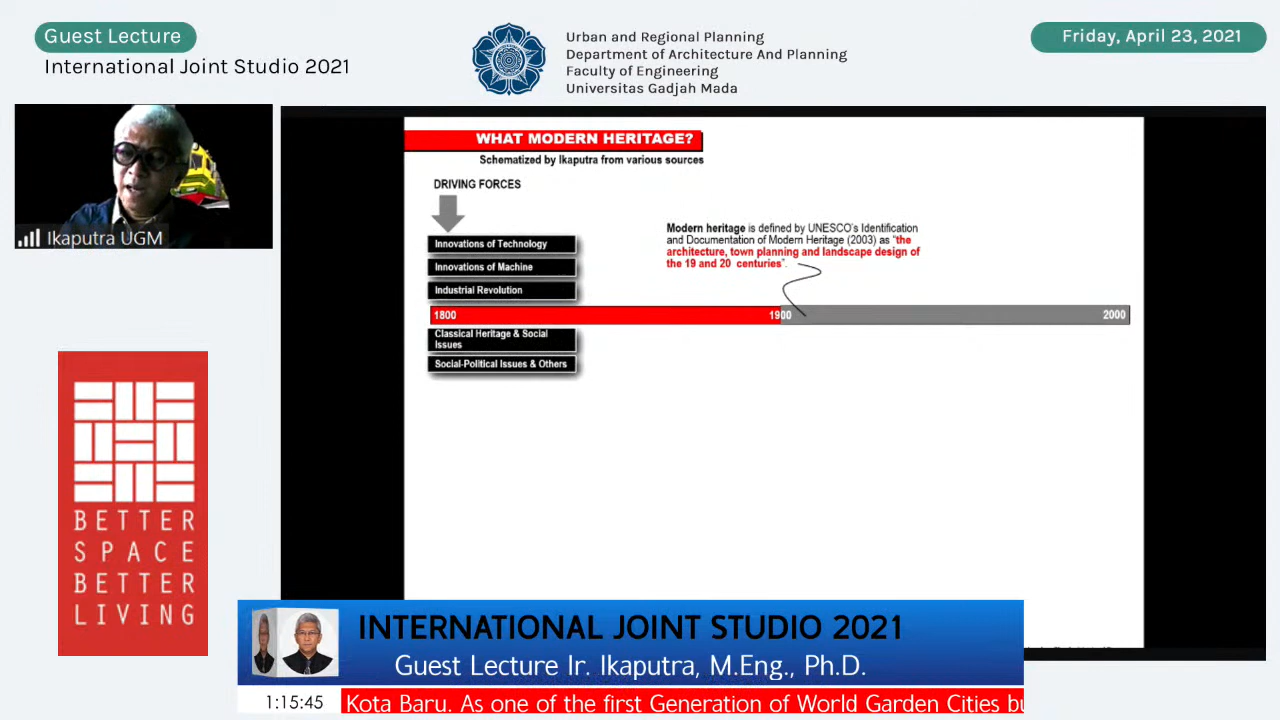 Guest Lecture
International Joint Studio 2021
Urban and Regional Planning
Department of Architecture And Planning
Faculty of Engineering
Universitas Gadjah Mada
Friday, April 23, 2021
Ikaputra UGM
WHAT MODERN HERITAGE?
Schematized by Ikaputra from various sources
DRIVING FORCES
Innovations of Technology
Innovations of Machine
Industrial Revolution
Modern heritage is defined by UNESCO's Identification
and Documentation of Modern Heritage (2003) as "the
architecture, town planning and landscape design of
the 19 and 20 centuries".
1800 1900 2000
Classical Heritage & Social
Issues
Social-Political Issues & Others
BETTER
SPACE
BETTER
LIVING
INTERNATIONAL JOINT STUDIO 2021
Guest Lecture Ir. Ikaputra, M.Eng., Ph.D.
1:15:45
Kota Baru. As one of the first Generation of World Garden Cities